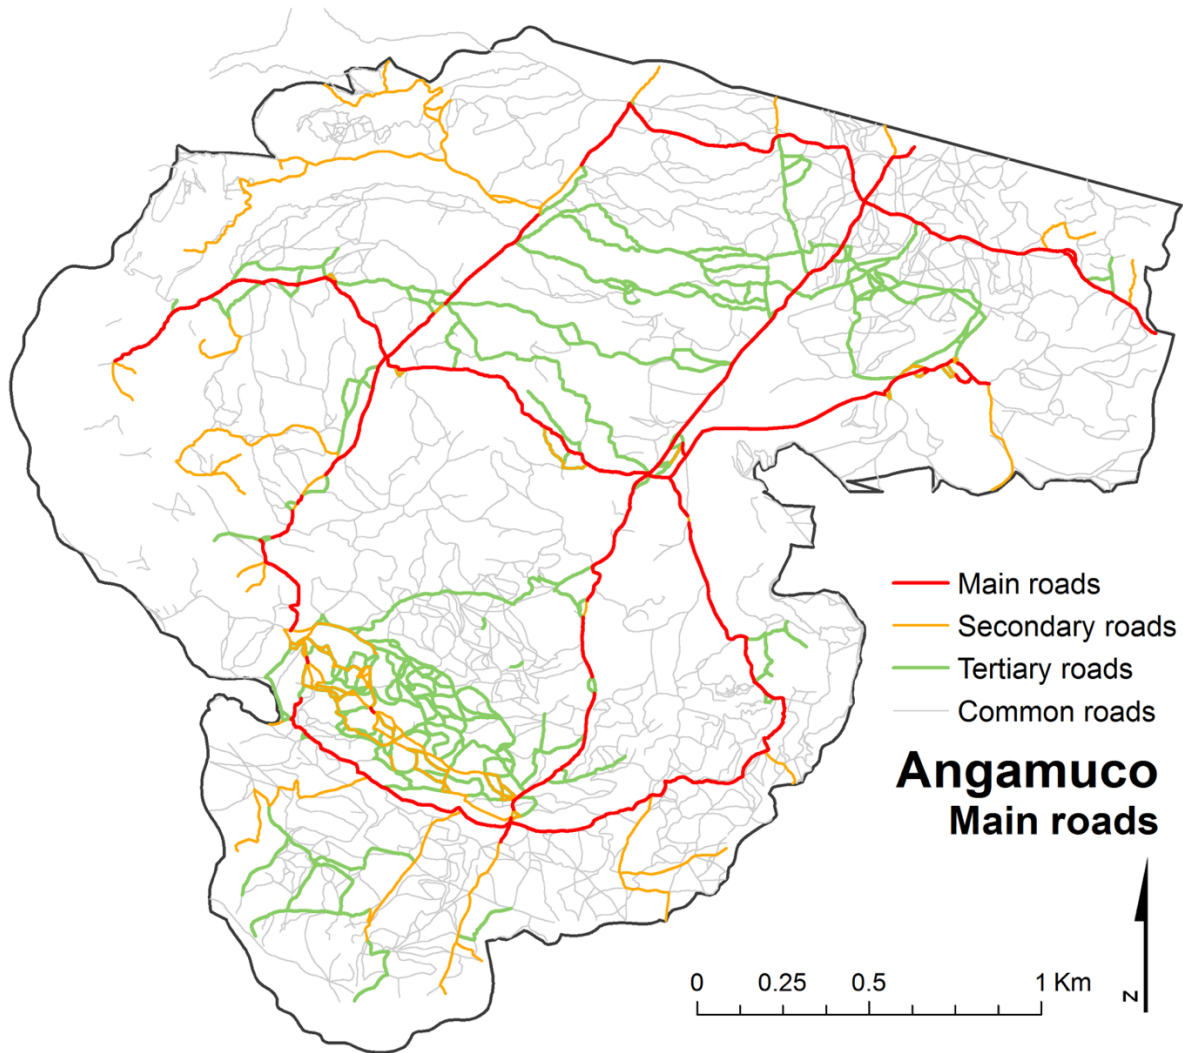 Main roads
Secondary roads
Tertiary roads
Common roads
Angamuco
Main roads
0 0.25 0.5 1 Km
N